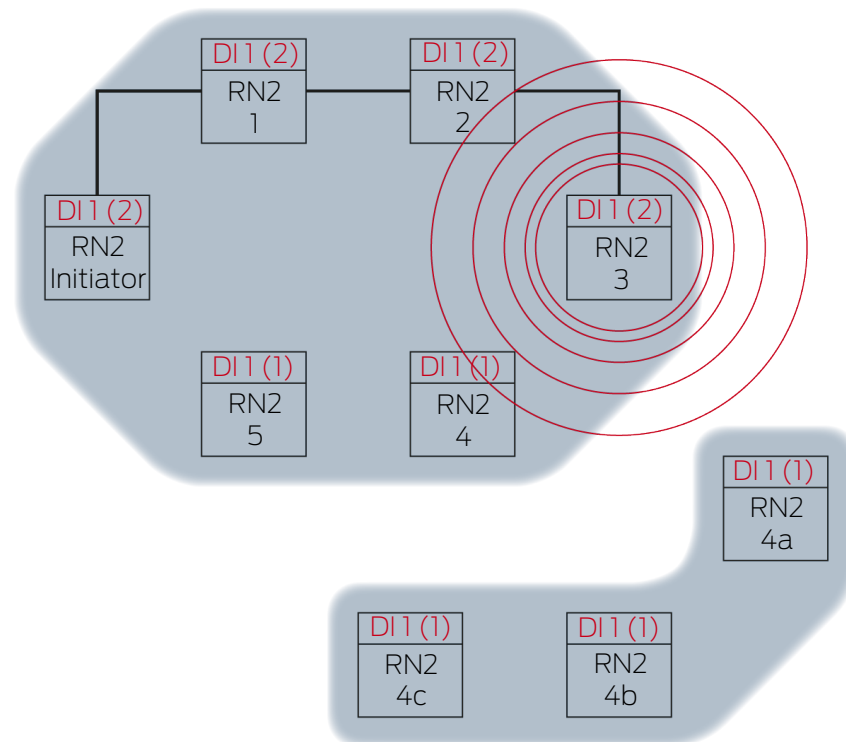 DI 1 (2)
RN2
1
DI 1 (2)
RN2
2
DI 1 (2)
RN2
Initiator
DI 1 (2)
RN2
3
DI 1 (1)
RN2
5
DI 1 (1)
RN2
4
DI 1 (1)
RN2
4a
DI 1 (1)
RN2
4c
DI 1 (1)
RN2
4b